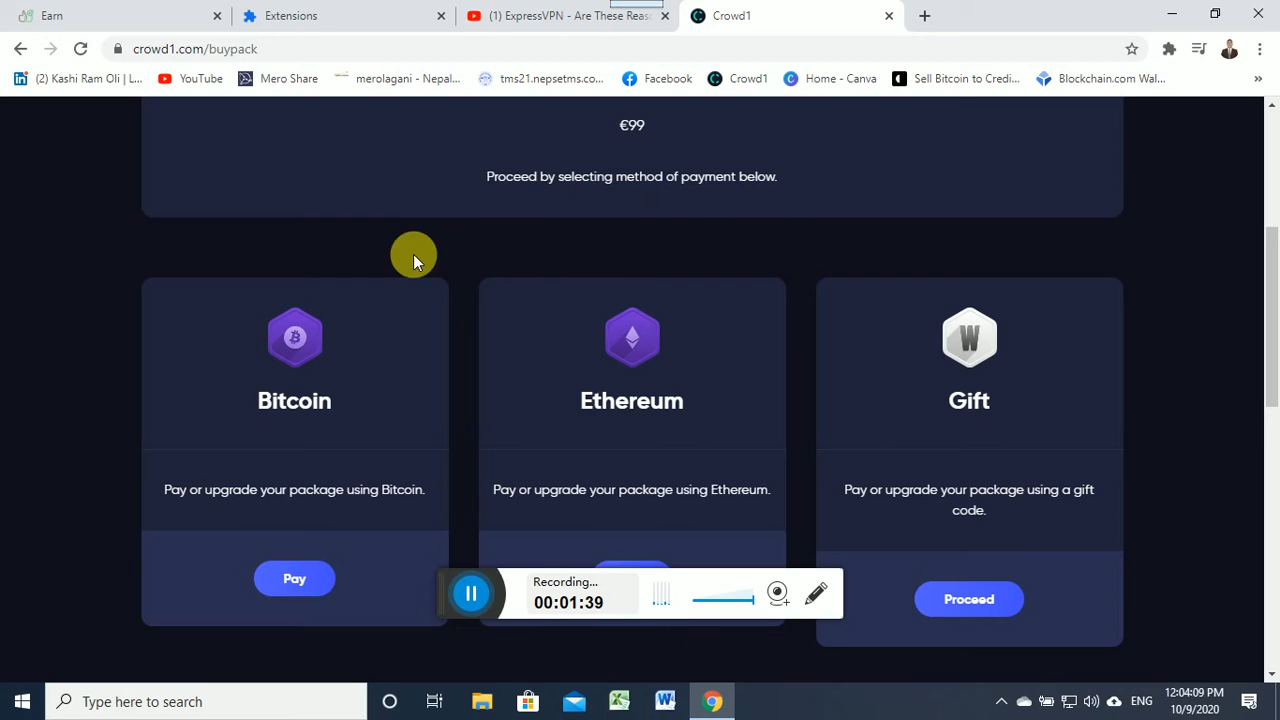 Earn
Extensions
(1) ExpressVPN - Are These Reaso
Crowd1
crowd1.com/buypack
(2) Kashi Ram Oli | L...
YouTube
Mero Share
merolagani - Nepal...
tms21.nepsetms.co...
Facebook
Crowd1
Home - Canva
Sell Bitcoin to Credi...
Blockchain.com Wal...
»
€99
Proceed by selecting method of payment below.
W
Bitcoin
Ethereum
Gift
Pay or upgrade your package using Bitcoin.
Pay or upgrade your package using Ethereum.
Pay or upgrade your package using a gift
code.
Pay
Proceed
Recording...
00:01:39
Type here to search
ENG
12:04:09 PM
10/9/2020